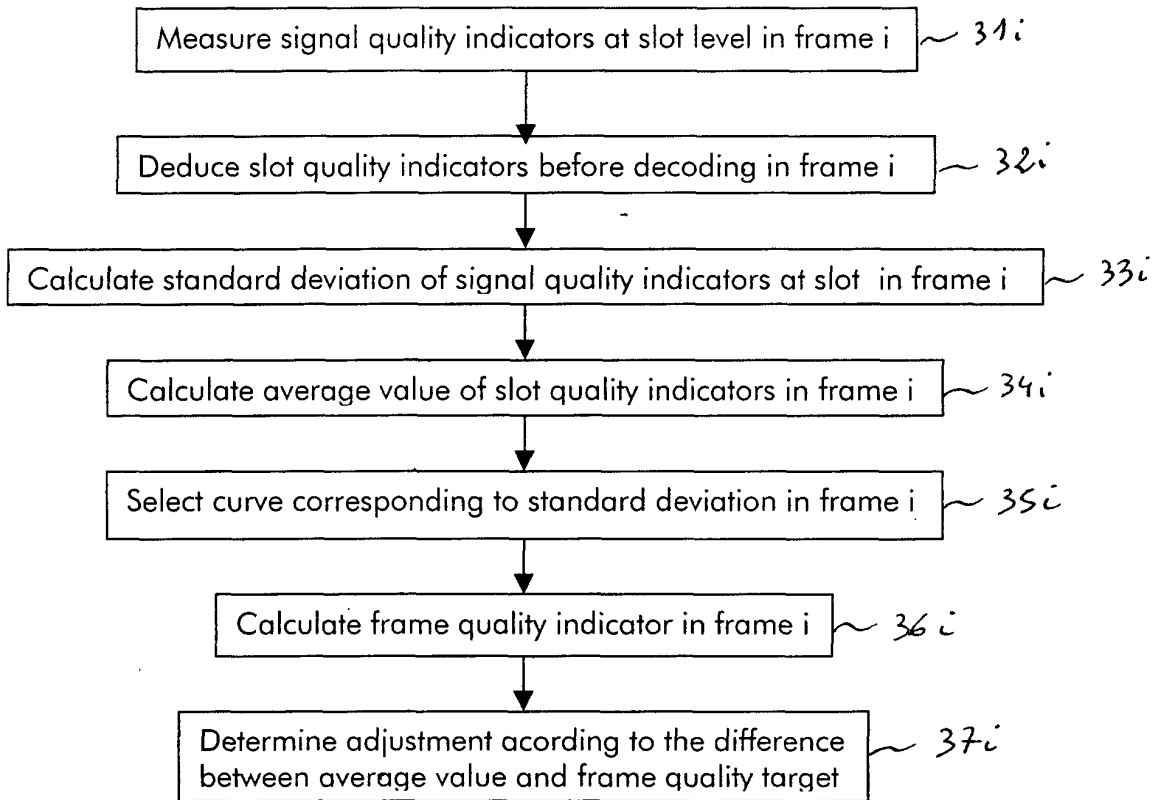 Measure signal quality indicators at slot level in frame i 31i
Deduce slot quality indicators before decoding in frame i 32i
Calculate standard deviation of signal quality indicators at slot in frame i 33i
Calculate average value of slot quality indicators in frame i 34i
Select curve corresponding to standard deviation in frame i 35i
Calculate frame quality indicator in frame i 36i
Determine adjustment acording to the difference 37i
between average value and frame quality target